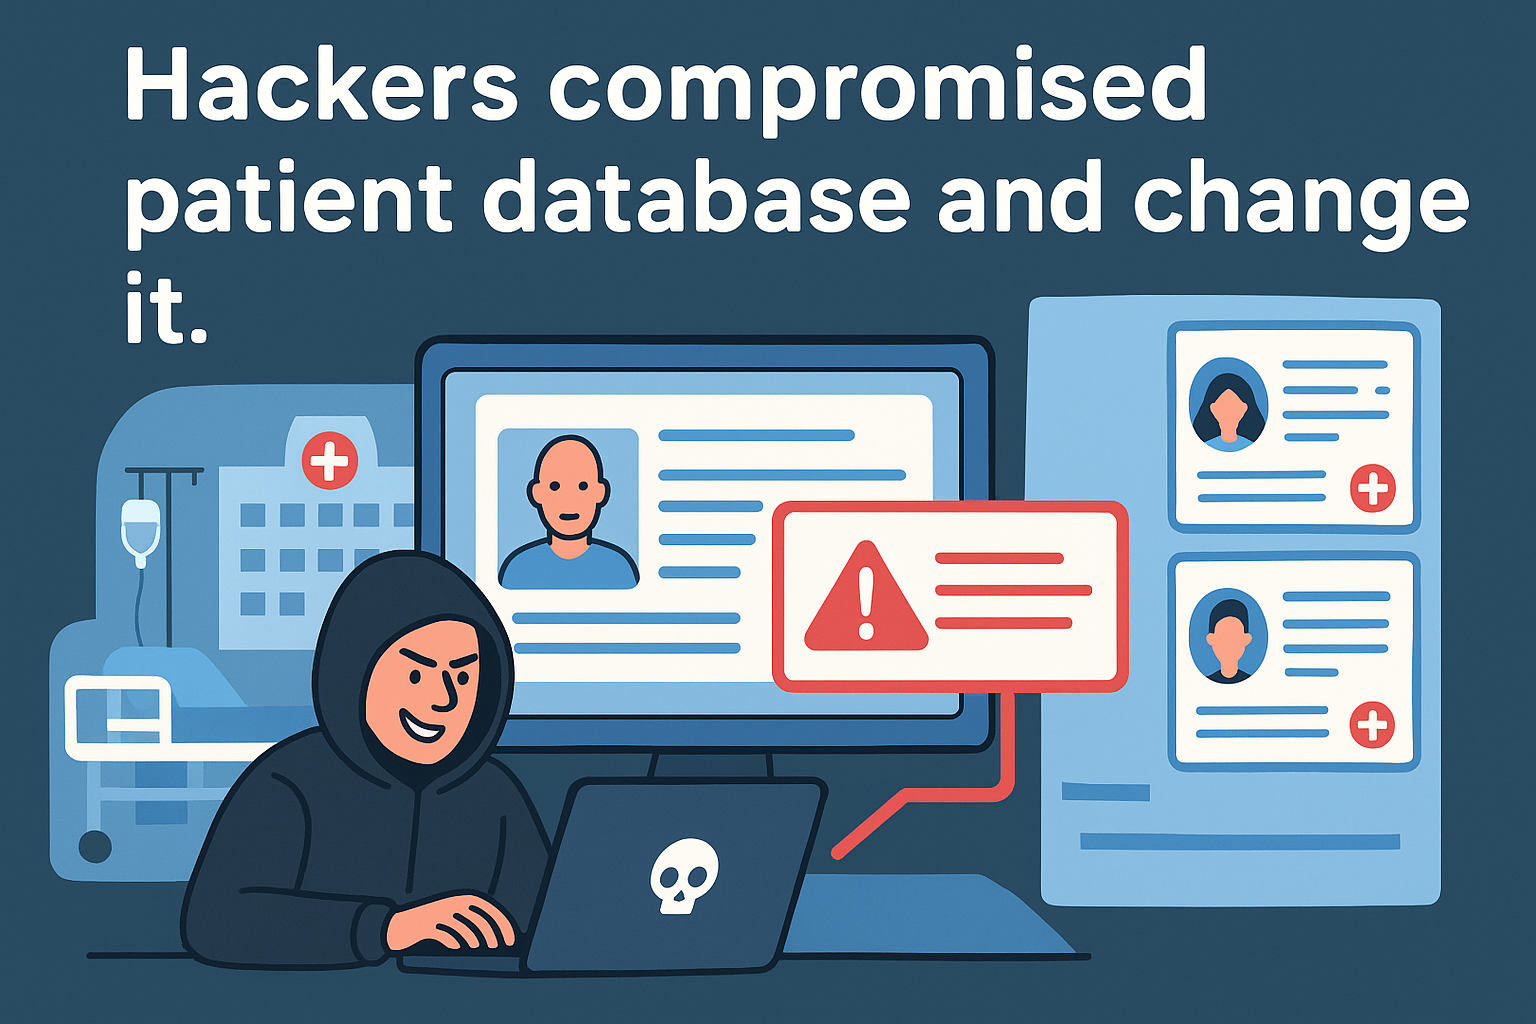 Hackers compromised
patient database and change
it.